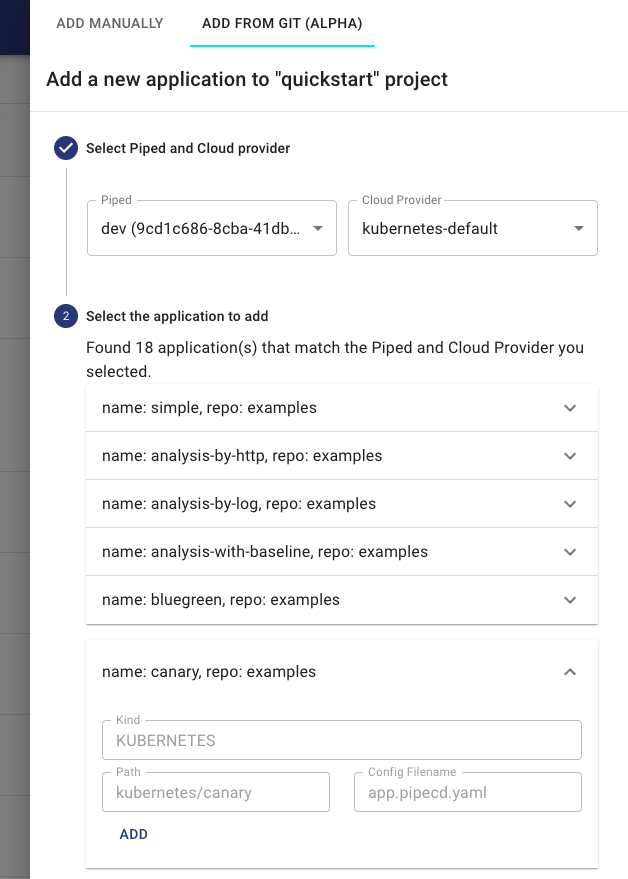 ADD MANUALLY
ADD FROM GIT (ALPHA)
Add a new application to "quickstart" project
Select Piped and Cloud provider
Piped
dev (9cd1c686-8cba-41db...
Cloud Provider
kubernetes-default
2
Select the application to add
Found 18 application(s) that match the Piped and Cloud Provider you
selected.
name: simple, repo: examples
name: analysis-by-http, repo: examples
name: analysis-by-log, repo: examples
name: analysis-with-baseline, repo: examples
name: bluegreen, repo: examples
name: canary, repo: examples
Kind
KUBERNETES
Path
kubernetes/canary
Config Filename
app.pipecd.yaml
ADD